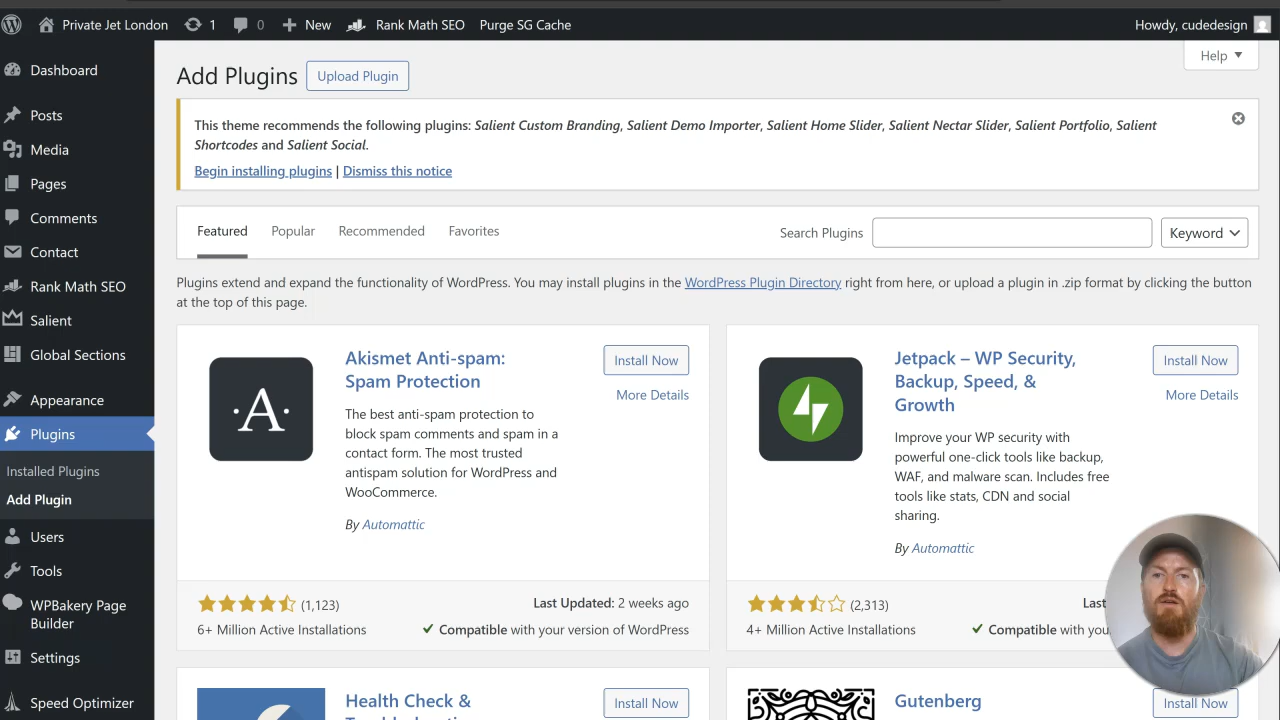 Private Jet London 1 0 New Rank Math SEO Purge SG Cache Howdy, cudedesign
Help
Dashboard
Posts
Media
Pages
Comments
Contact
Rank Math SEO
Salient
Global Sections
Appearance
Plugins
Installed Plugins
Add Plugin
Users
Tools
WPBakery Page
Builder
Settings
Speed Optimizer
Add Plugins Upload Plugin
This theme recommends the following plugins: Salient Custom Branding, Salient Demo Importer, Salient Home Slider, Salient Nectar Slider, Salient Portfolio, Salient
Shortcodes and Salient Social.
Begin installing plugins | Dismiss this notice
Featured Popular Recommended Favorites Search Plugins Keyword
Plugins extend and expand the functionality of WordPress. You may install plugins in the WordPress Plugin Directory right from here, or upload a plugin in .zip format by clicking the button
at the top of this page.
·A·
Akismet Anti-spam:
Spam Protection
Install Now
More Details
The best anti-spam protection to
block spam comments and spam in a
contact form. The most trusted
antispam solution for WordPress and
WooCommerce.
By Automattic
(1,123)
Last Updated: 2 weeks ago
6+ Million Active Installations
Compatible with your version of WordPress
Jetpack – WP Security,
Backup, Speed, &
Growth
Install Now
More Details
Improve your WP security with
powerful one-click tools like backup,
WAF, and malware scan. Includes free
tools like stats, CDN and social
sharing.
By Automattic
(2,313)
Last
4+ Million Active Installations
Compatible with you
Health Check &
Install Now
Gutenberg
Install Now